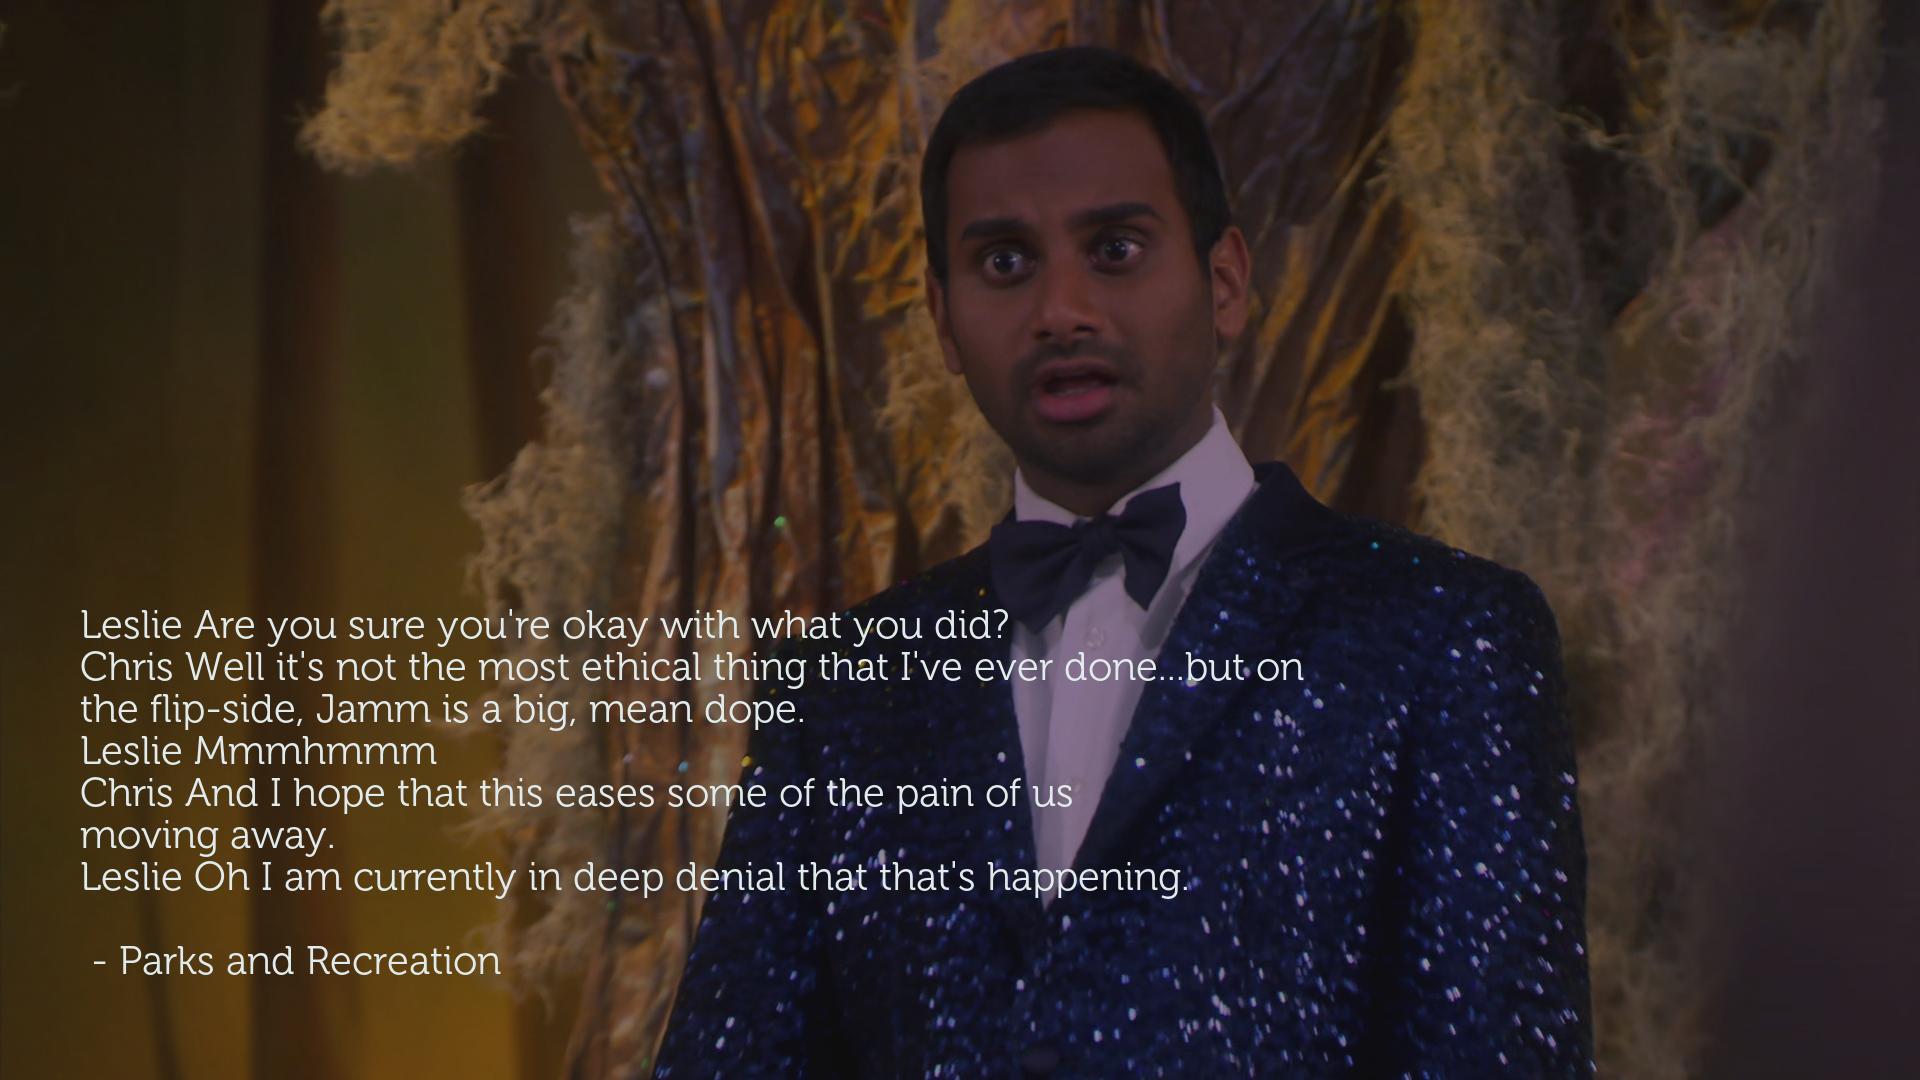 Leslie Are you sure you're okay with what you did?
Chris Well it's not the most ethical thing that I've ever done...but on
the flip-side, Jamm is a big, mean dope.
Leslie Mmmhmmm
Chris And I hope that this eases some of the pain of us
moving away.
Leslie Oh I am currently in deep denial that that's happening.
- Parks and Recreation